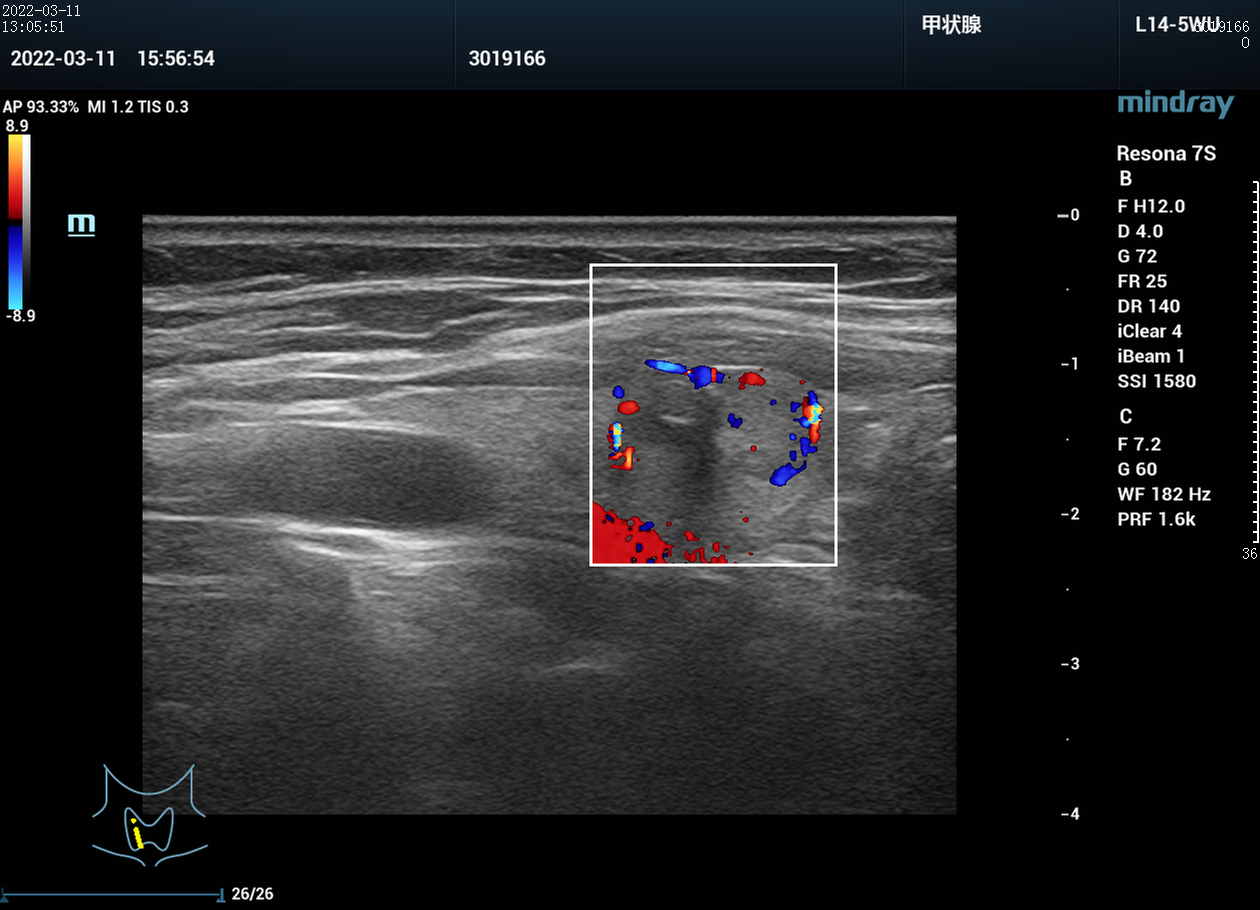 2022-03-11
13:05:51
2022-03-11 15:56:54
3019166
甲状腺
L14-5WU
3019166
0
AP 93.33% MI 1.2 TIS 0.3
8.9
-8.9
m
mindray
Resona 7S
B
F H12.0
D 4.0
G 72
FR 25
DR 140
iClear 4
iBeam 1
SSI 1580
C
F 7.2
G 60
WF 182 Hz
PRF 1.6k
0
-1
-2
-3
-4
36
26/26